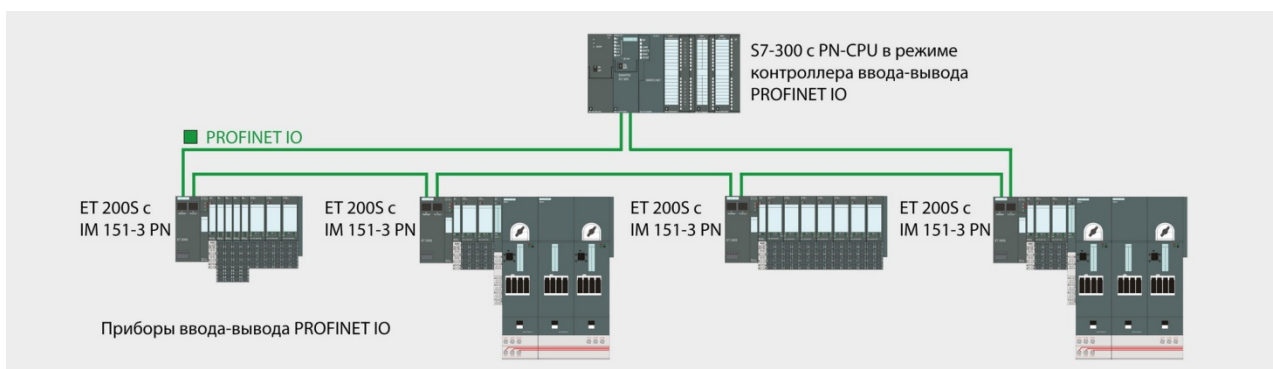 S7-300 с PN-CPU в режиме
контроллера ввода-вывода
PROFINET IO
PROFINET IO
ET 200S с
IM 151-3 PN
ET 200S с
IM 151-3 PN
ET 200S с
IM 151-3 PN
ET 200S с
IM 151-3 PN
Приборы ввода-вывода PROFINET IO